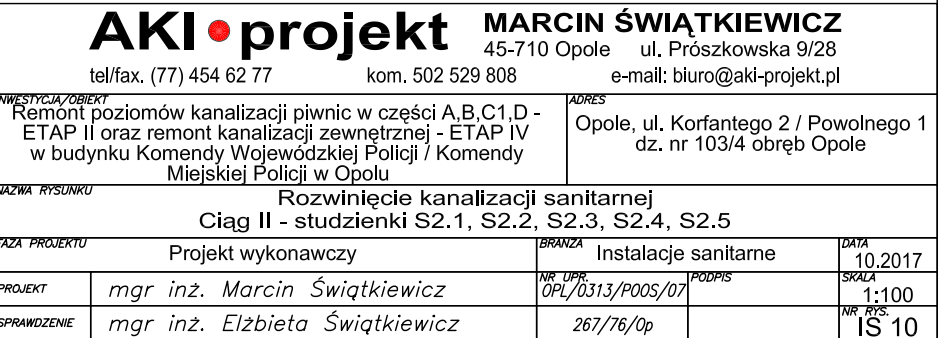 AKI projekt MARCIN ŚWIĄTKIEWICZ
45-710 Opole ul. Prószkowska 9/28
tel/fax. (77) 454 62 77 kom. 502 529 808 e-mail: biuro@aki-projekt.pl
INWESTYCJA/OBIEKT
Remont poziomów kanalizacji piwnic w części A,B,C1,D -
ETAP II oraz remont kanalizacji zewnętrznej - ETAP IV
w budynku Komendy Wojewódzkiej Policji / Komendy
Miejskiej Policji w Opolu
ADRES
Opole, ul. Korfantego 2 / Powolnego 1
dz. nr 103/4 obręb Opole
NAZWA RYSUNKU
Rozwinięcie kanalizacji sanitarnej
Ciąg II - studzienki S2.1, S2.2, S2.3, S2.4, S2.5
FAZA PROJEKTU
Projekt wykonawczy
BRANŻA
Instalacje sanitarne
DATA
10.2017
PROJEKT
mgr inż. Marcin Świątkiewicz
NR UPR.
OPL/0313/POOS/07
PODPIS
SKALA
1:100
SPRAWDZENIE
mgr inż. Elżbieta Świątkiewicz
267/76/Op
NR RYS.
IS 10